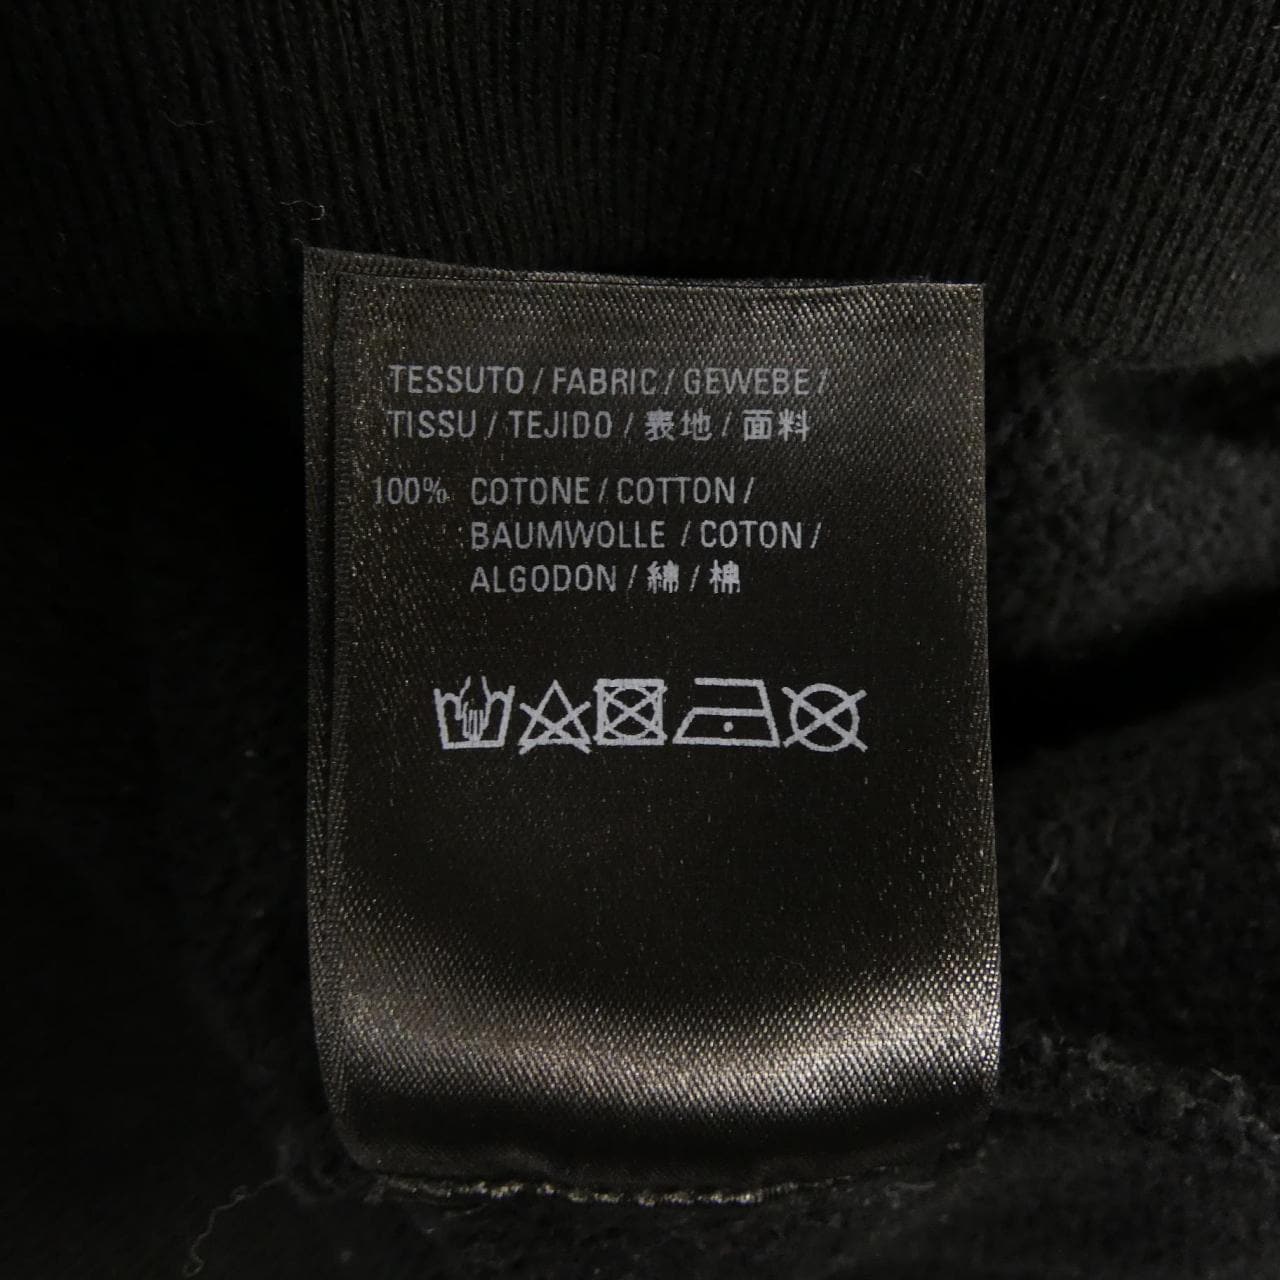 TESSUTO / FABRIC / GEWEBE /
TISSU / TEJIDO / 表地 / 面料
100% COTONE / COTTON /
BAUMWOLLE / COTON /
ALGODON / 綿 / 棉